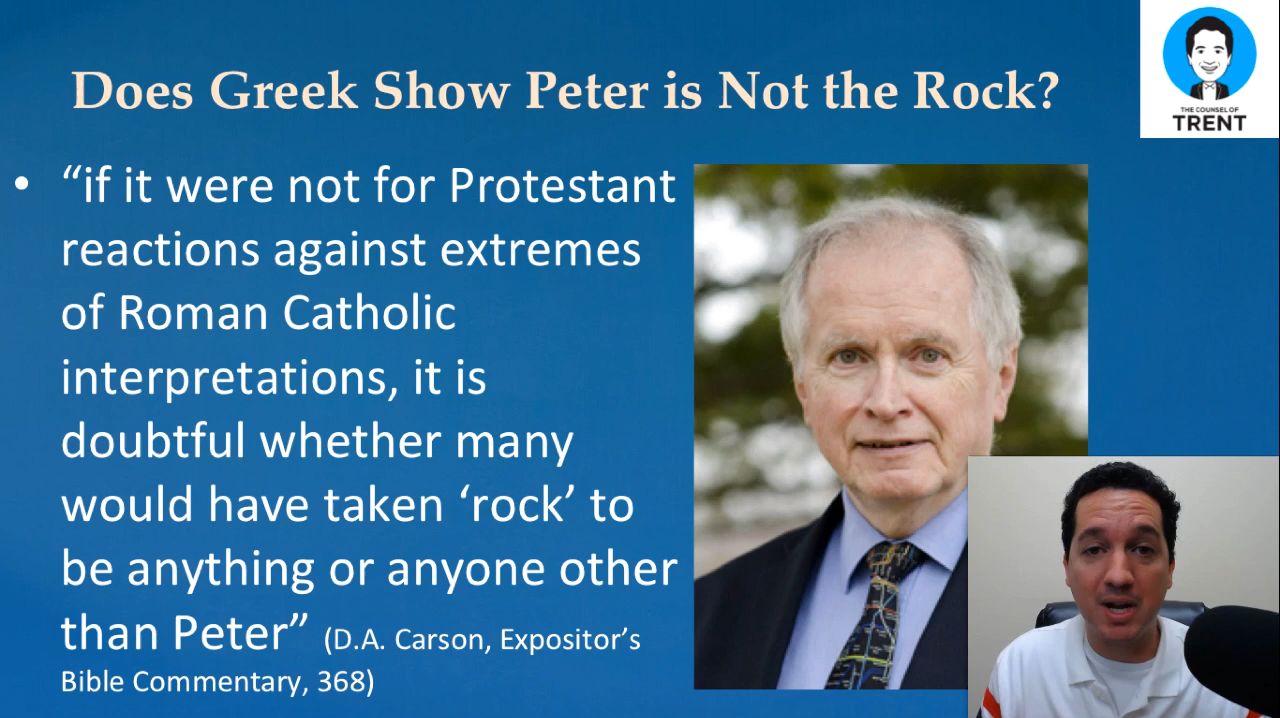 Does Greek Show Peter is Not the Rock?
THE COUNSEL OF
TRENT
• “if it were not for Protestant
reactions against extremes
of Roman Catholic
interpretations, it is
doubtful whether many
would have taken ‘rock’ to
be anything or anyone other
than Peter” (D.A. Carson, Expositor’s
Bible Commentary, 368)